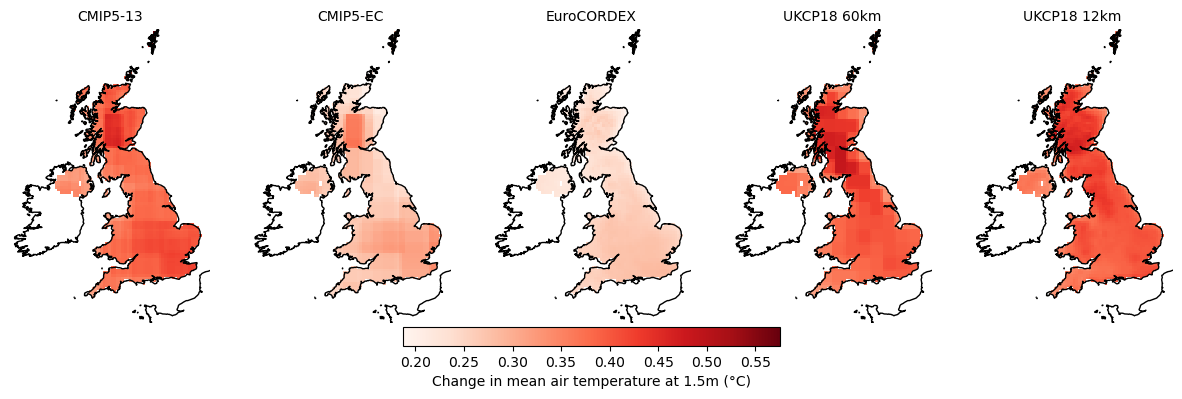 CMIP5-13
CMIP5-EC
EuroCORDEX
UKCP18 60km
UKCP18 12km
0.20 0.25 0.30 0.35 0.40 0.45 0.50 0.55
Change in mean air temperature at 1.5m (°C)